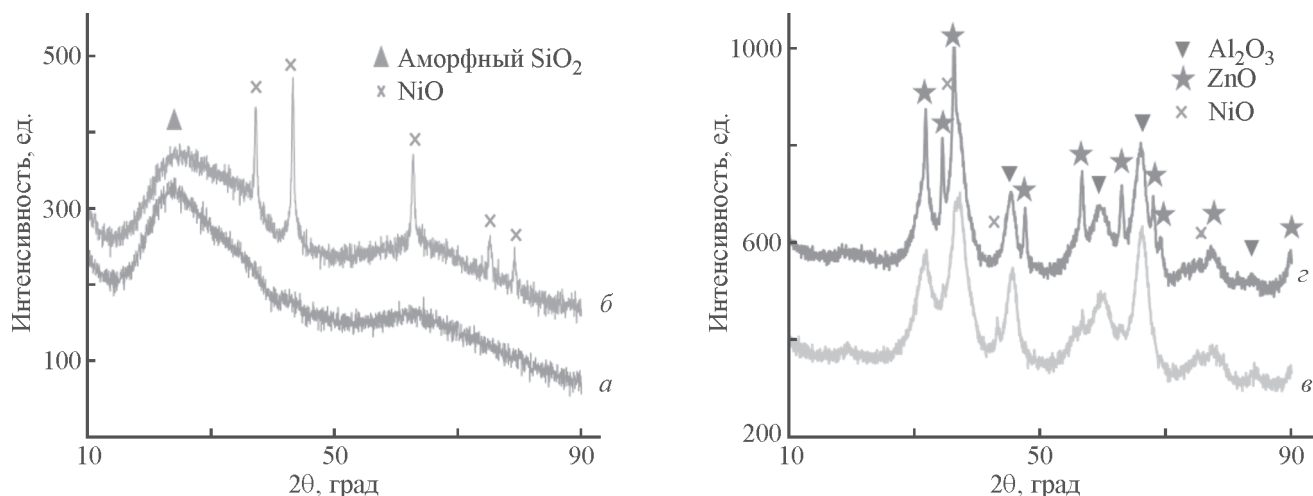 500
300
100
Интенсивность, ед.
Аморфный SiO₂
NiO
б
а
10
50
90
2θ, град
1000
600
200
Интенсивность, ед.
Al₂O₃
ZnO
NiO
г
в
10
50
90
2θ, град